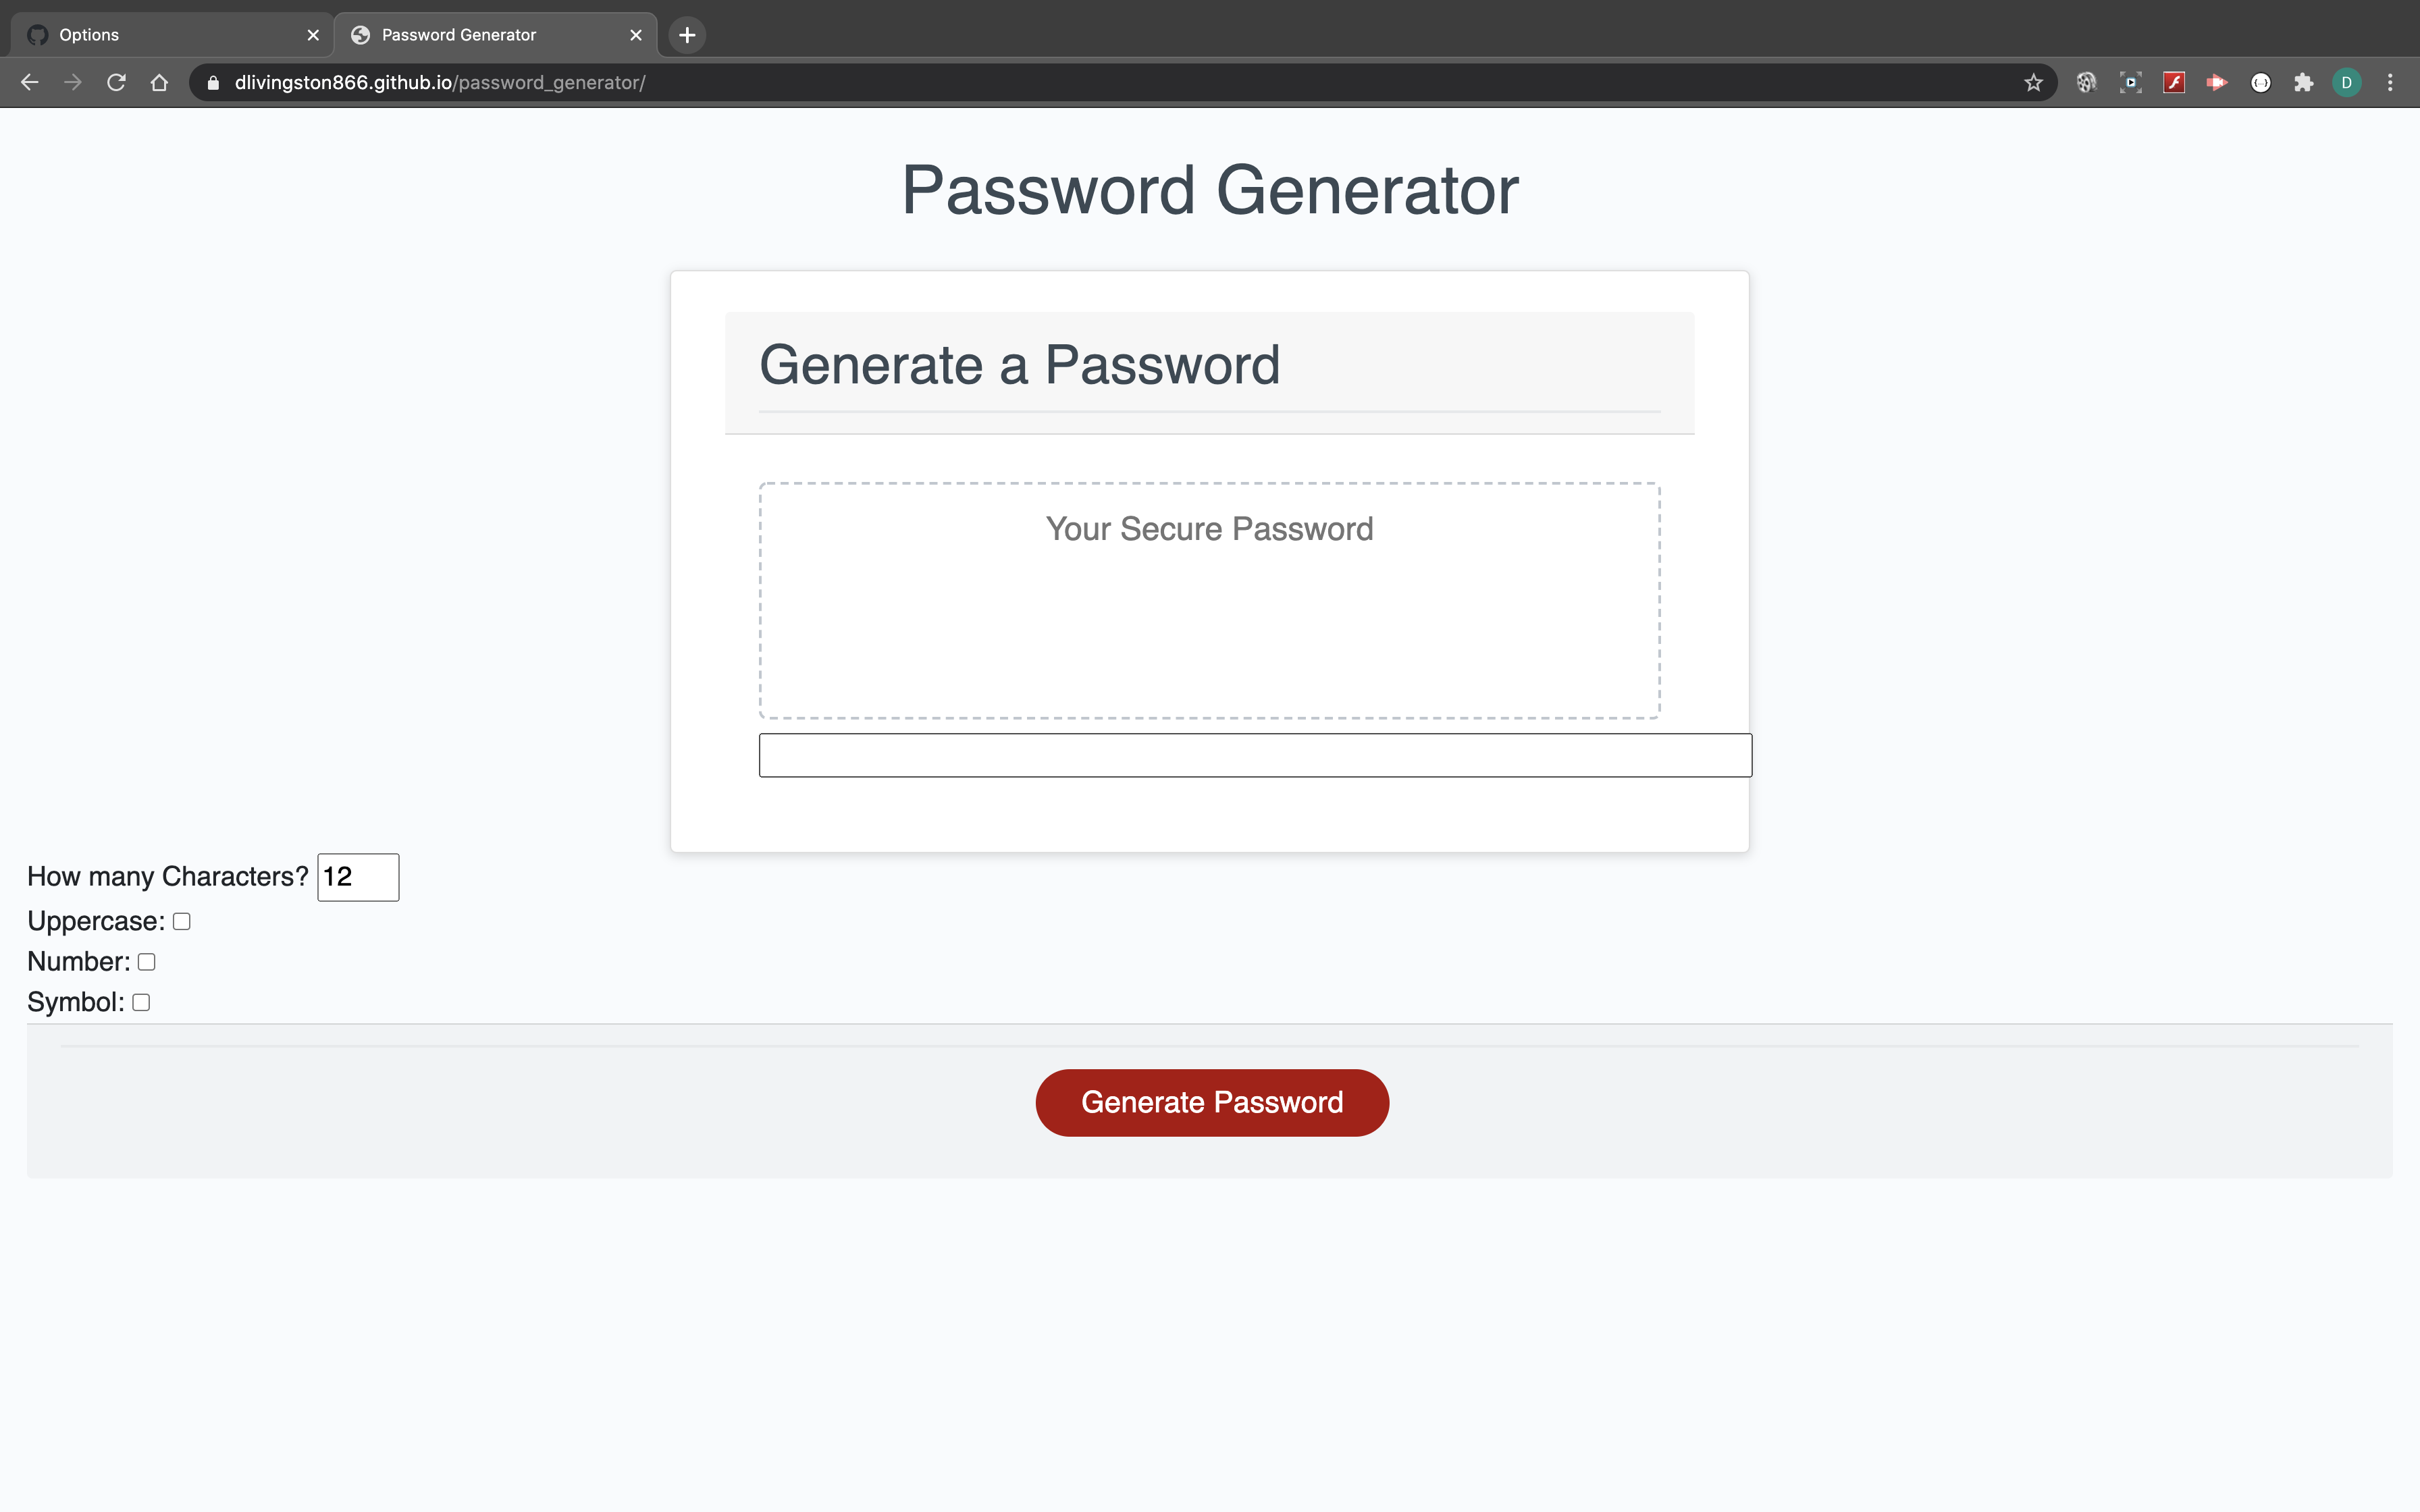 Options
Password Generator
dlivingston866.github.io/password_generator/
D
Password Generator
Generate a Password
Your Secure Password
How many Characters? 12
Uppercase:
Number:
Symbol:
Generate Password